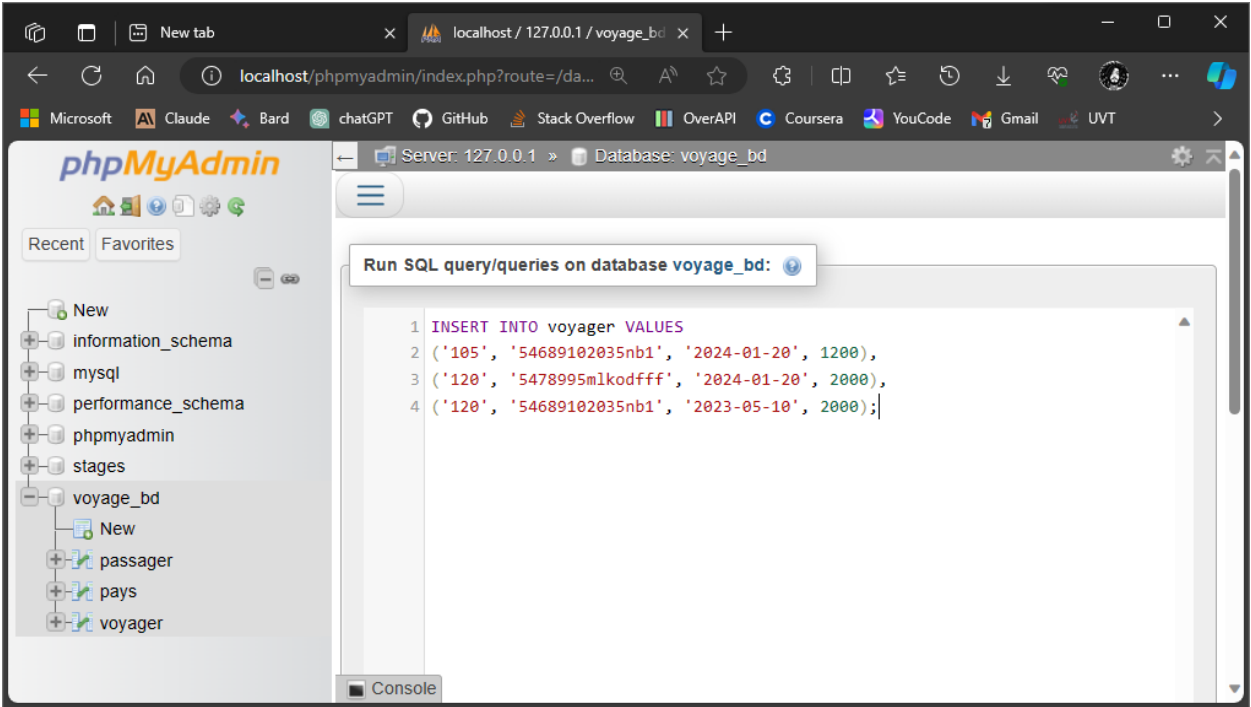 New tab
localhost / 127.0.0.1 / voyage_bd
localhost/phpmyadmin/index.php?route=/da...
Microsoft Claude Bard chatGPT GitHub Stack Overflow OverAPI Coursera YouCode Gmail UVT
phpMyAdmin
Recent Favorites
New
information_schema
mysql
performance_schema
phpmyadmin
stages
voyage_bd
New
passager
pays
voyager
Server: 127.0.0.1 » Database: voyage_bd
Run SQL query/queries on database voyage_bd:
1 INSERT INTO voyager VALUES
2 ('105', '54689102035nb1', '2024-01-20', 1200),
3 ('120', '5478995mlkodfff', '2024-01-20', 2000),
4 ('120', '54689102035nb1', '2023-05-10', 2000);
Console